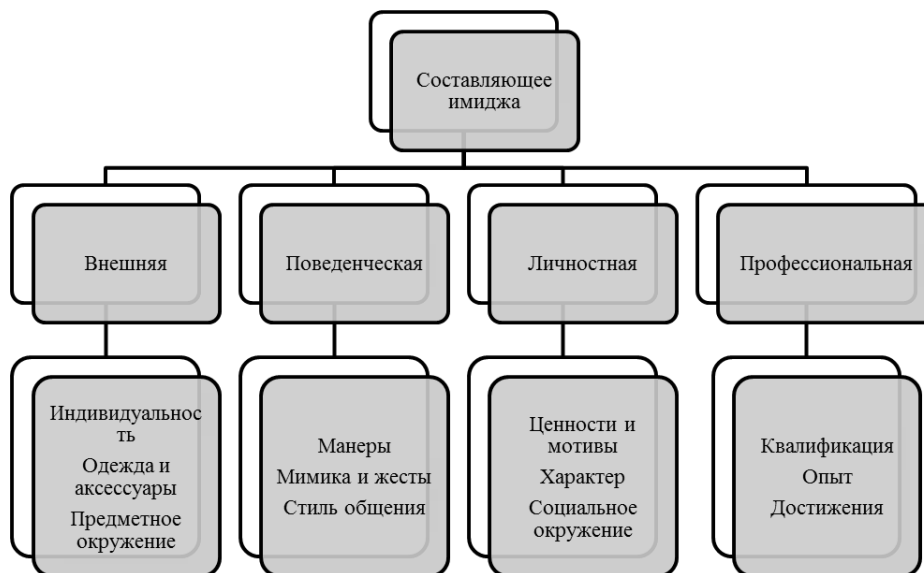 Составляющее
имиджа
Внешняя
Поведенческая
Личностная
Профессиональная
Индивидуальнос
ть
Одежда и
аксессуары
Предметное
окружение
Манеры
Мимика и жесты
Стиль общения
Ценности и
мотивы
Характер
Социальное
окружение
Квалификация
Опыт
Достижения